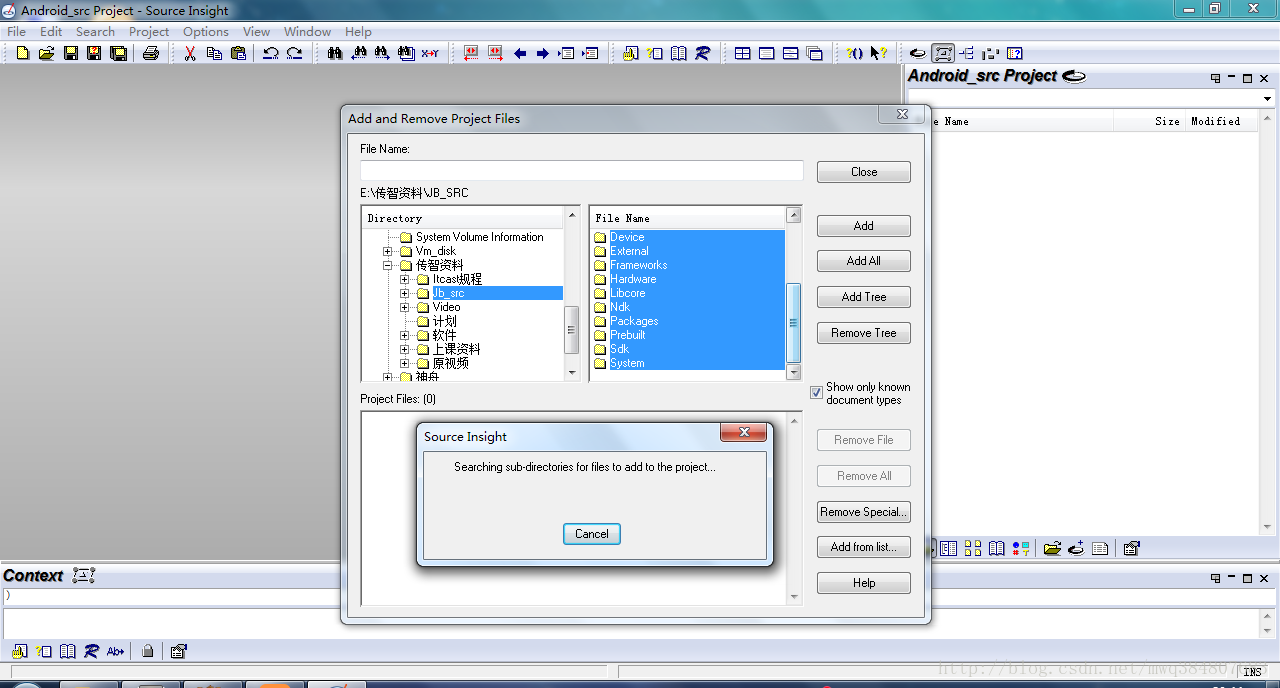 Android_src Project - Source Insight
File Edit Search Project Options View Window Help
Android_src Project
Name Size Modified
Add and Remove Project Files
File Name:
Close
E:\传智资料\JB_SRC
Directory
System Volume Information
Vm_disk
传智资料
Itcast规程
Jb_src
Video
计划
软件
上课资料
原视频
神舟
File Name
Device
External
Frameworks
Hardware
Libcore
Ndk
Packages
Prebuilt
Sdk
System
Add
Add All
Add Tree
Remove Tree
Show only known
document types
Project Files: (0)
Remove File
Remove All
Remove Special...
Add from list...
Help
Source Insight
Searching sub-directories for files to add to the project...
Cancel
Context
)
INS